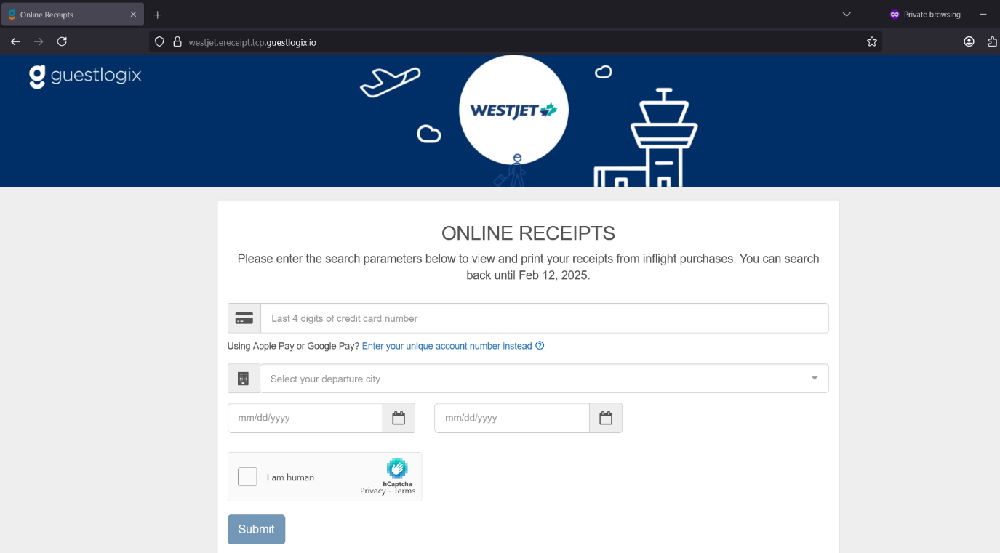 Online Receipts
Private browsing
westjet.ereceipt.tcp.guestlogix.io
guestlogix
WESTJET
ONLINE RECEIPTS
Please enter the search parameters below to view and print your receipts from inflight purchases. You can search
back until Feb 12, 2025.
Last 4 digits of credit card number
Using Apple Pay or Google Pay? Enter your unique account number instead
Select your departure city
mm/dd/yyyy mm/dd/yyyy
I am human
hCaptcha
Privacy - Terms
Submit